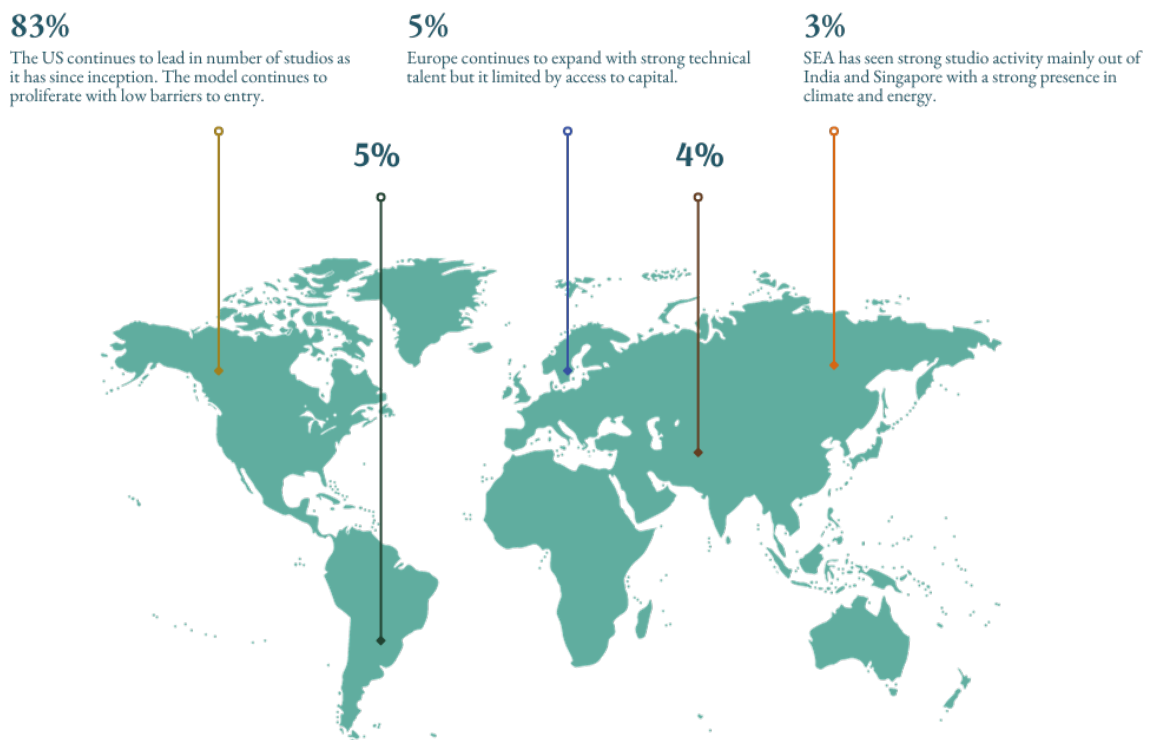 83%
The US continues to lead in number of studios as
it has since inception. The model continues to
proliferate with low barriers to entry.
5%
Europe continues to expand with strong technical
talent but it limited by access to capital.
3%
SEA has seen strong studio activity mainly out of
India and Singapore with a strong presence in
climate and energy.
5%
4%